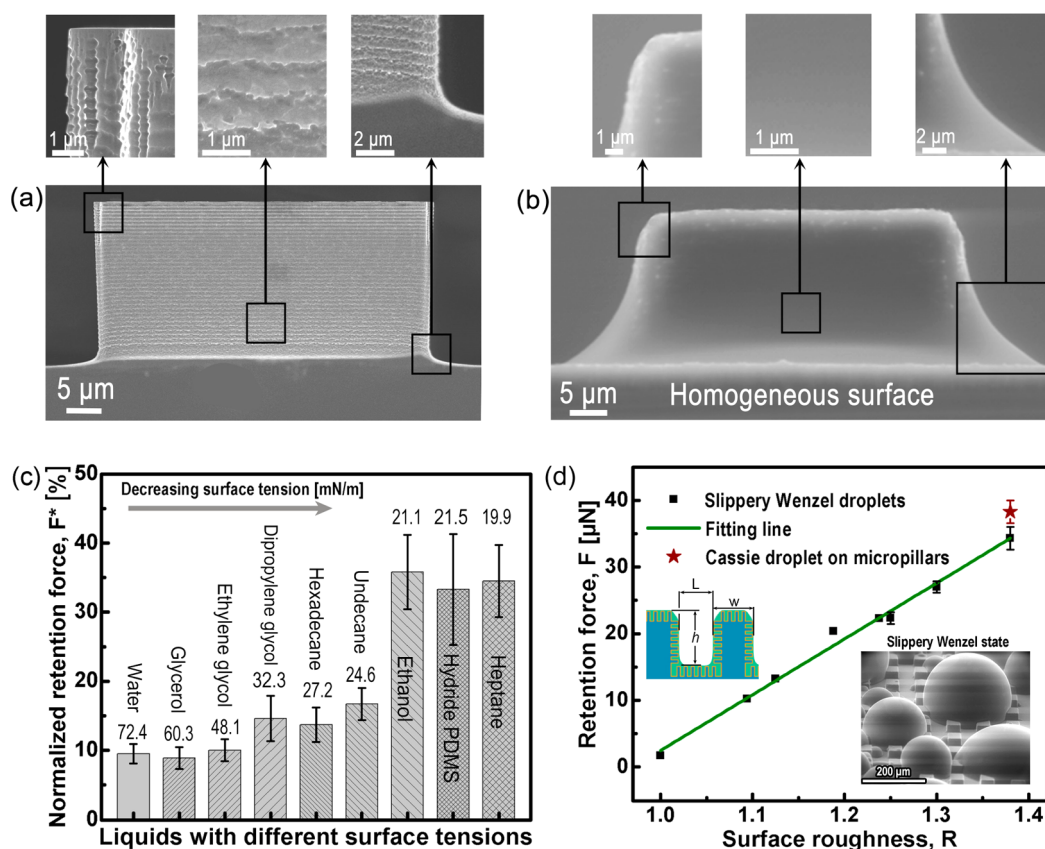 1 µm
1 µm
2 µm
1 µm
1 µm
2 µm
(a)
5 µm
(b)
5 µm
Homogeneous surface
(c)
Normalized retention force, F* [%]
50
40
30
20
10
0
Decreasing surface tension [mN/m]
Water
72.4
Glycerol
60.3
Ethylene glycol
48.1
Dipropylene glycol
32.3
Hexadecane
27.2
Undecane
24.6
21.1
Ethanol
21.5
Hydride PDMS
19.9
Heptane
Liquids with different surface tensions
(d)
Retention force, F [µN]
40
30
20
10
0
Slippery Wenzel droplets
Fitting line
Cassie droplet on micropillars
L
w
h
Slippery Wenzel state
200 µm
1.0
1.1
1.2
1.3
1.4
Surface roughness, R